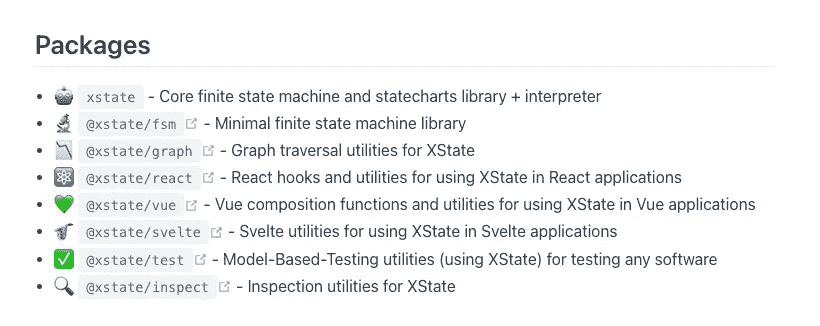 Packages
xstate - Core finite state machine and statecharts library + interpreter
@xstate/fsm - Minimal finite state machine library
@xstate/graph - Graph traversal utilities for XState
@xstate/react - React hooks and utilities for using XState in React applications
@xstate/vue - Vue composition functions and utilities for using XState in Vue applications
@xstate/svelte - Svelte utilities for using XState in Svelte applications
@xstate/test - Model-Based-Testing utilities (using XState) for testing any software
@xstate/inspect - Inspection utilities for XState